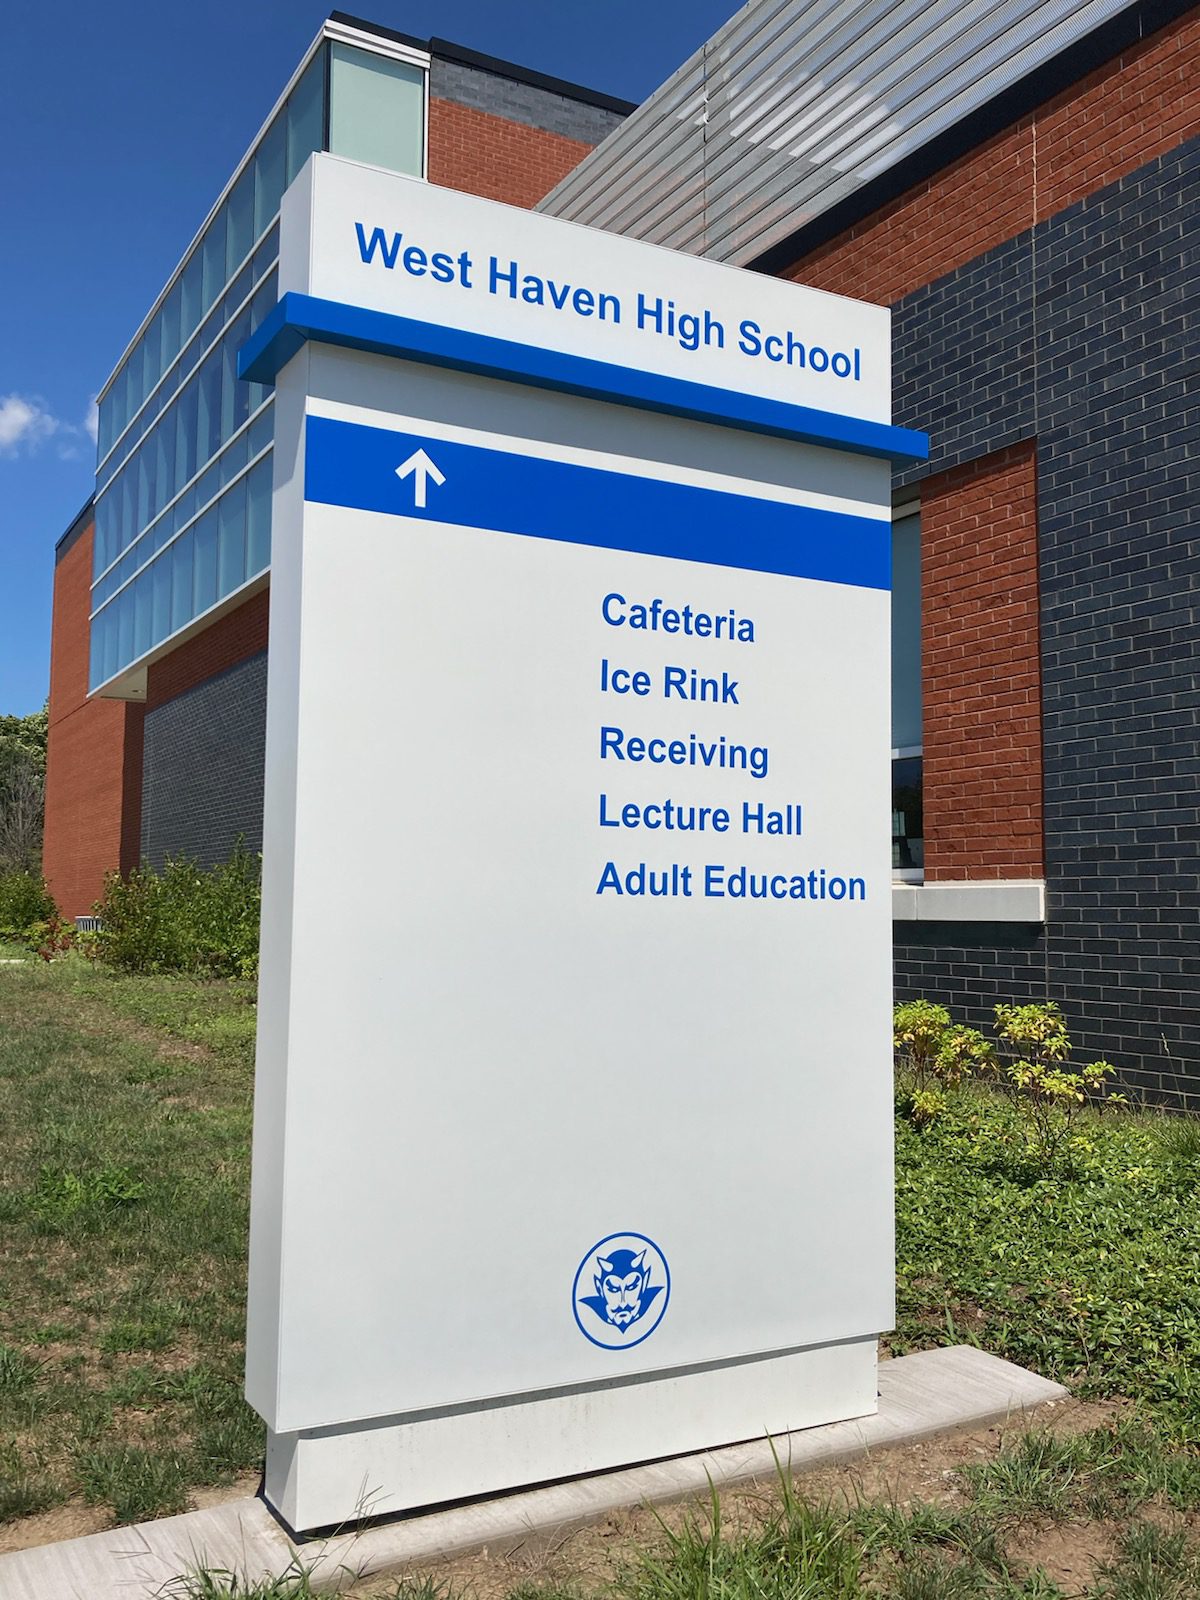 West Haven High School
Cafeteria
Ice Rink
Receiving
Lecture Hall
Adult Education